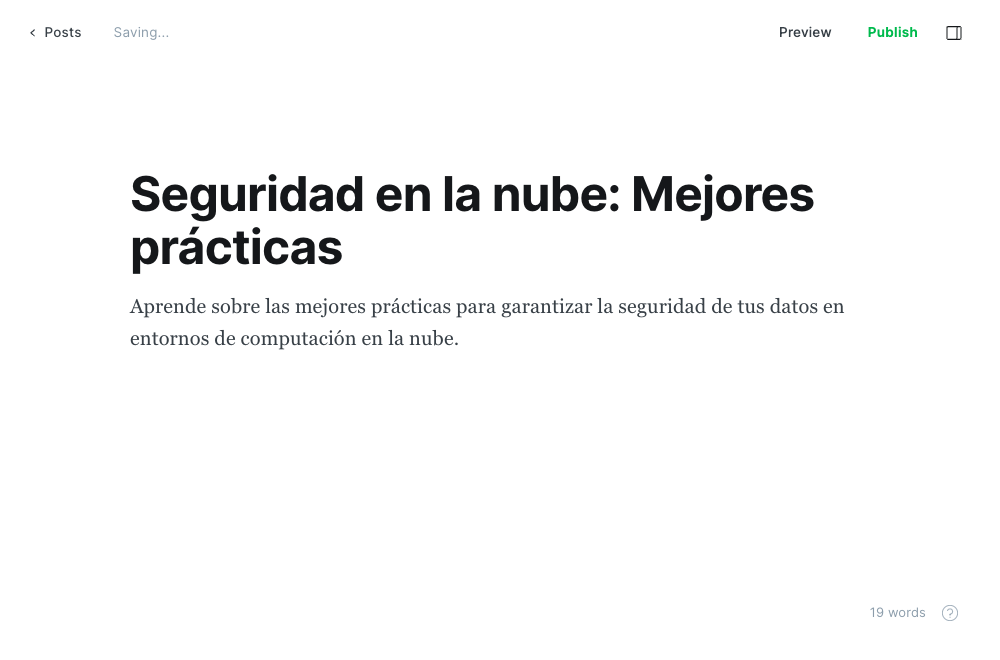 Posts
Saving...
Preview
Publish
Seguridad en la nube: Mejores
prácticas
Aprende sobre las mejores prácticas para garantizar la seguridad de tus datos en
entornos de computación en la nube.
19 words
?